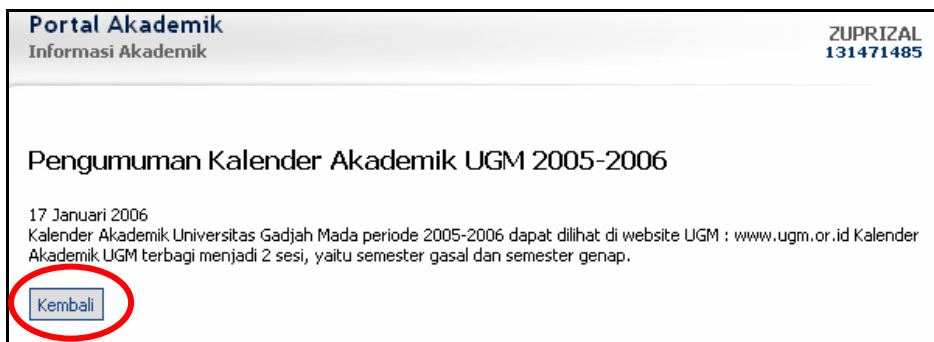 Portal Akademik
Informasi Akademik
ZUPRIZAL
131471485
Pengumuman Kalender Akademik UGM 2005-2006
17 Januari 2006
Kalender Akademik Universitas Gadjah Mada periode 2005-2006 dapat dilihat di website UGM : www.ugm.or.id Kalender
Akademik UGM terbagi menjadi 2 sesi, yaitu semester gasal dan semester genap.
Kembali